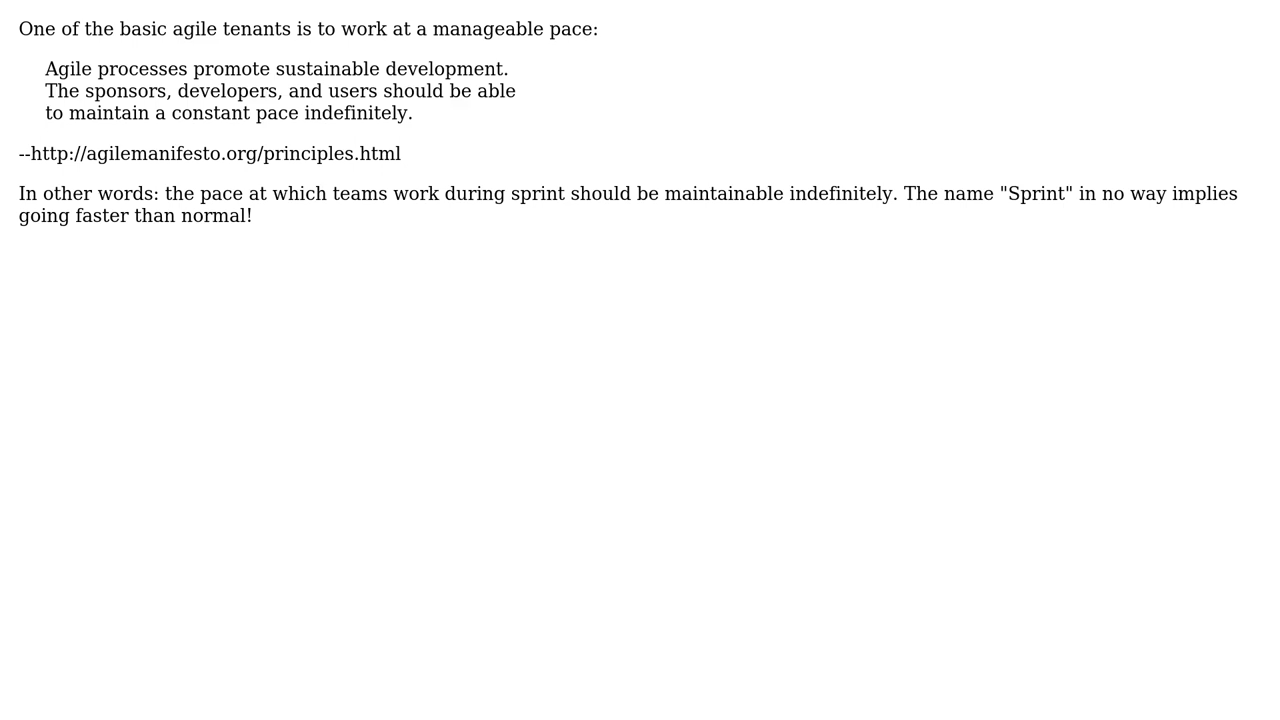 One of the basic agile tenants is to work at a manageable pace:
Agile processes promote sustainable development.
The sponsors, developers, and users should be able
to maintain a constant pace indefinitely.
--http://agilemanifesto.org/principles.html
In other words: the pace at which teams work during sprint should be maintainable indefinitely. The name "Sprint" in no way implies
going faster than normal!